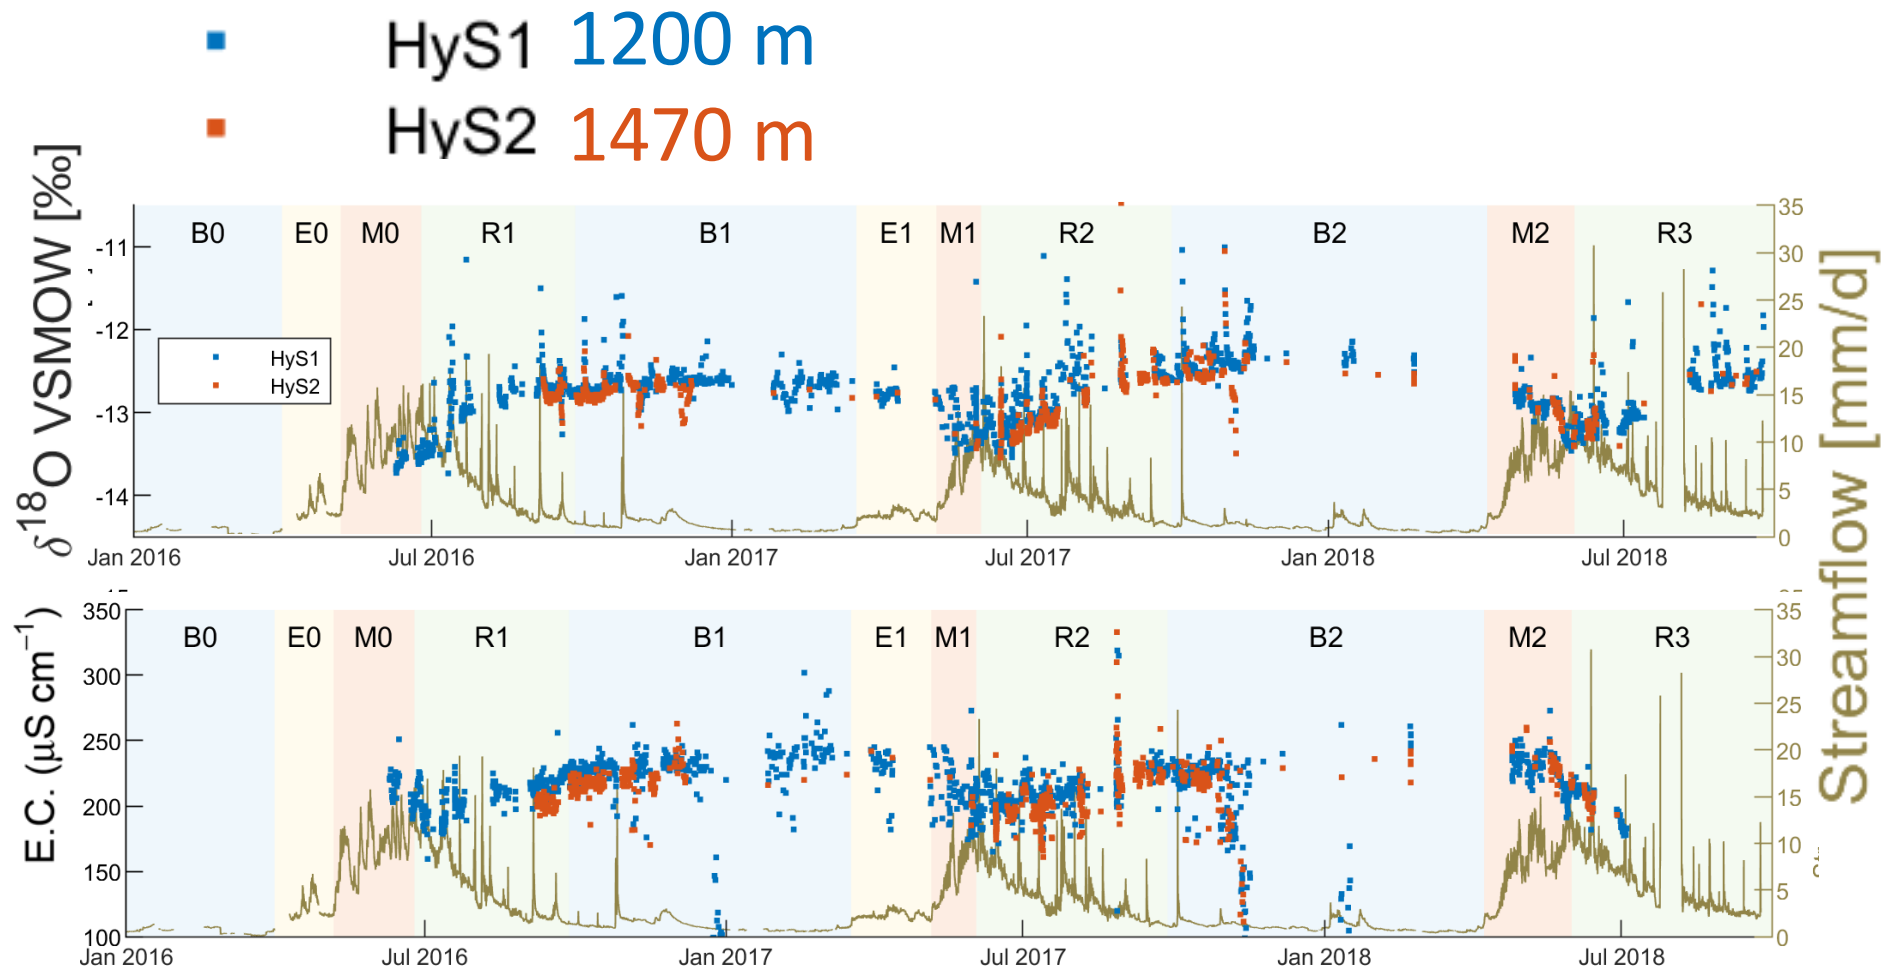 HyS1 1200 m
HyS2 1470 m
δ18O VSMOW [‰]
B0 E0 M0 R1 B1 E1 M1 R2 B2 M2 R3
-11
-12
-13
-14
HyS1
HyS2
35
30
25
20
15
10
5
0
Jan 2016 Jul 2016 Jan 2017 Jul 2017 Jan 2018 Jul 2018
Streamflow [mm/d]
E.C. (μS cm−1)
B0 E0 M0 R1 B1 E1 M1 R2 B2 M2 R3
350
300
250
200
150
100
35
30
25
20
15
10
5
0
Jan 2016 Jul 2016 Jan 2017 Jul 2017 Jan 2018 Jul 2018